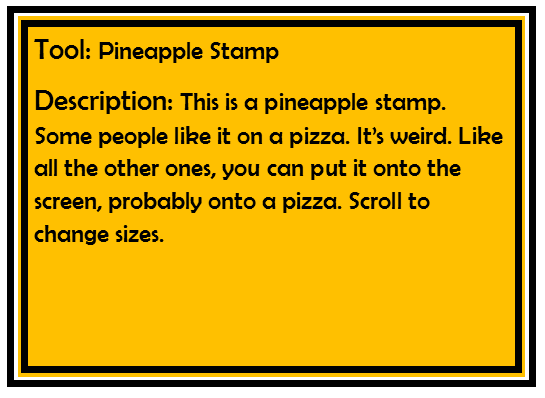 Tool: Pineapple Stamp
Description: This is a pineapple stamp.
Some people like it on a pizza. It’s weird. Like
all the other ones, you can put it onto the
screen, probably onto a pizza. Scroll to
change sizes.